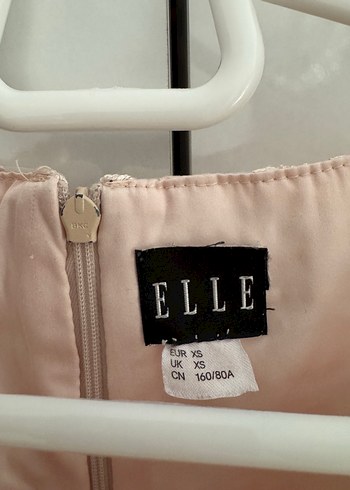 ELLE
EUR XS
UK XS
CN 160/80A